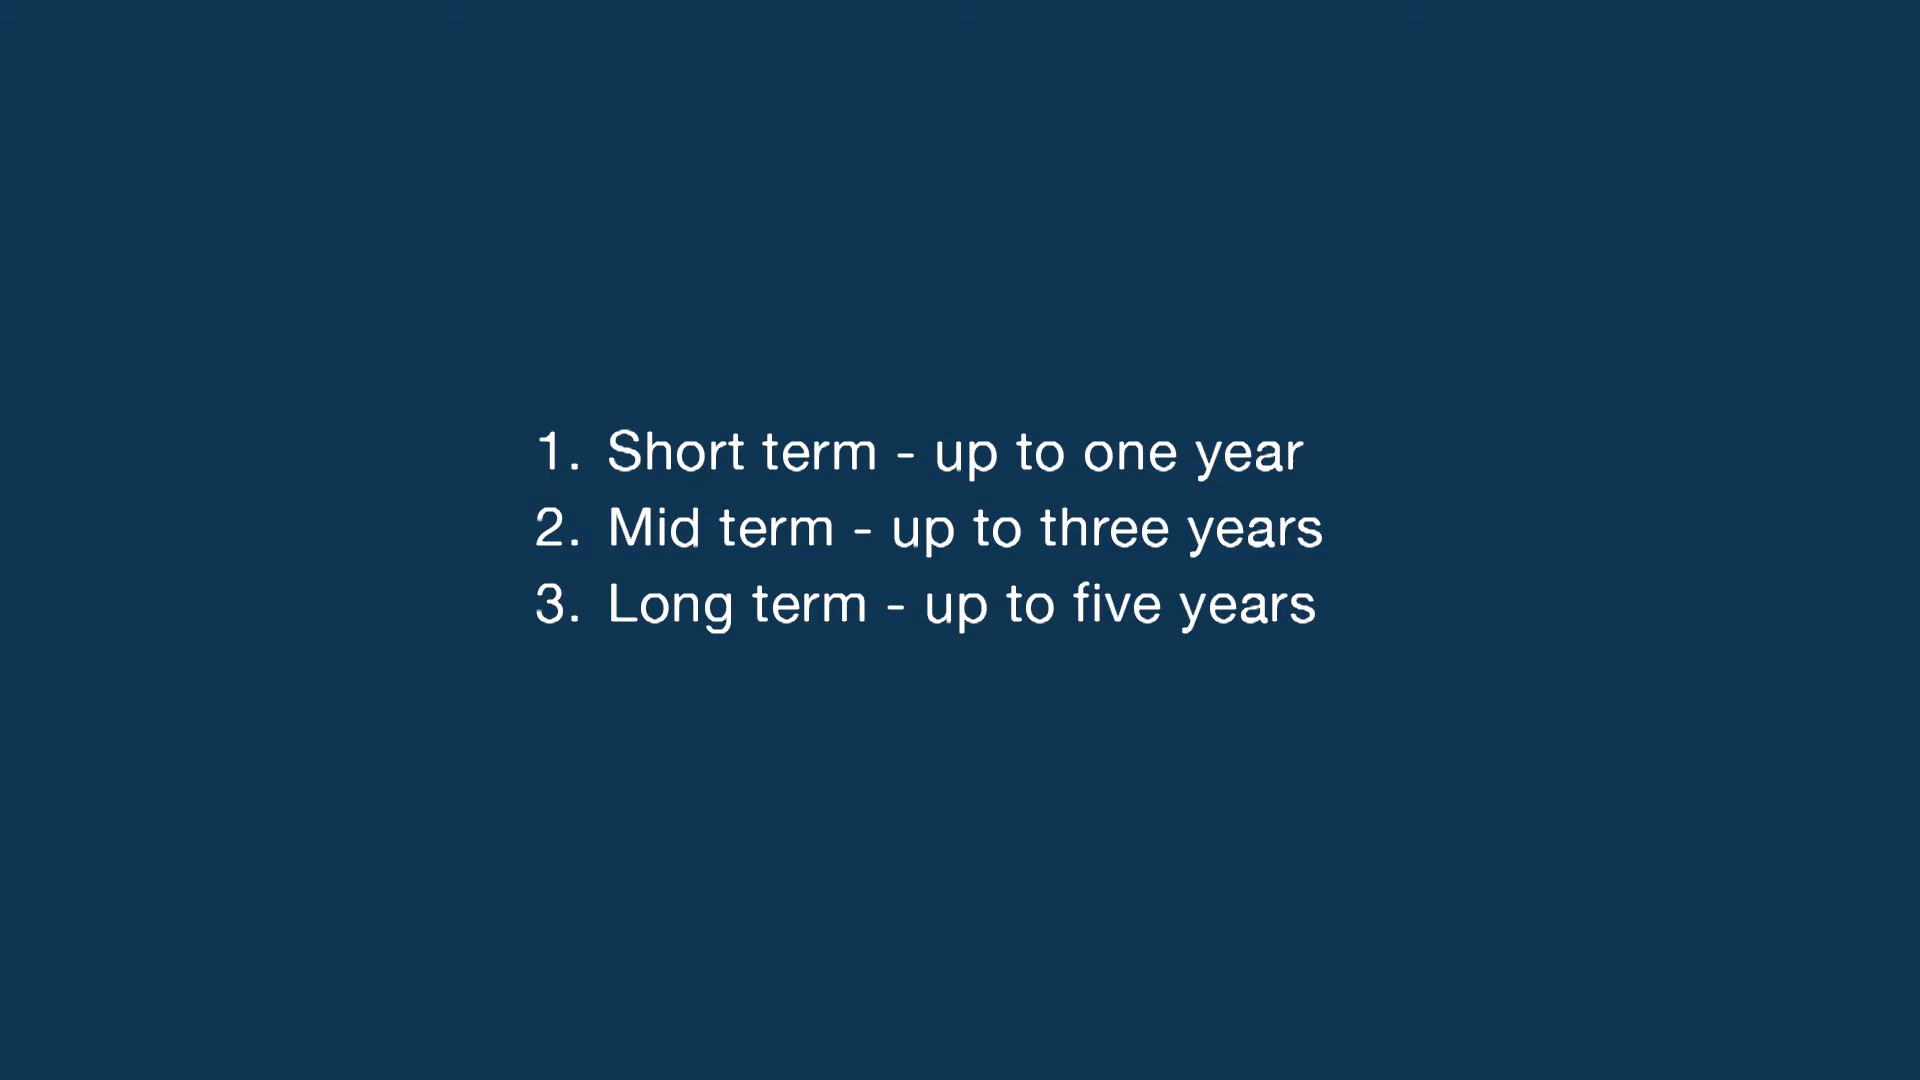 1. Short term - up to one year
2. Mid term - up to three years
3. Long term - up to five years